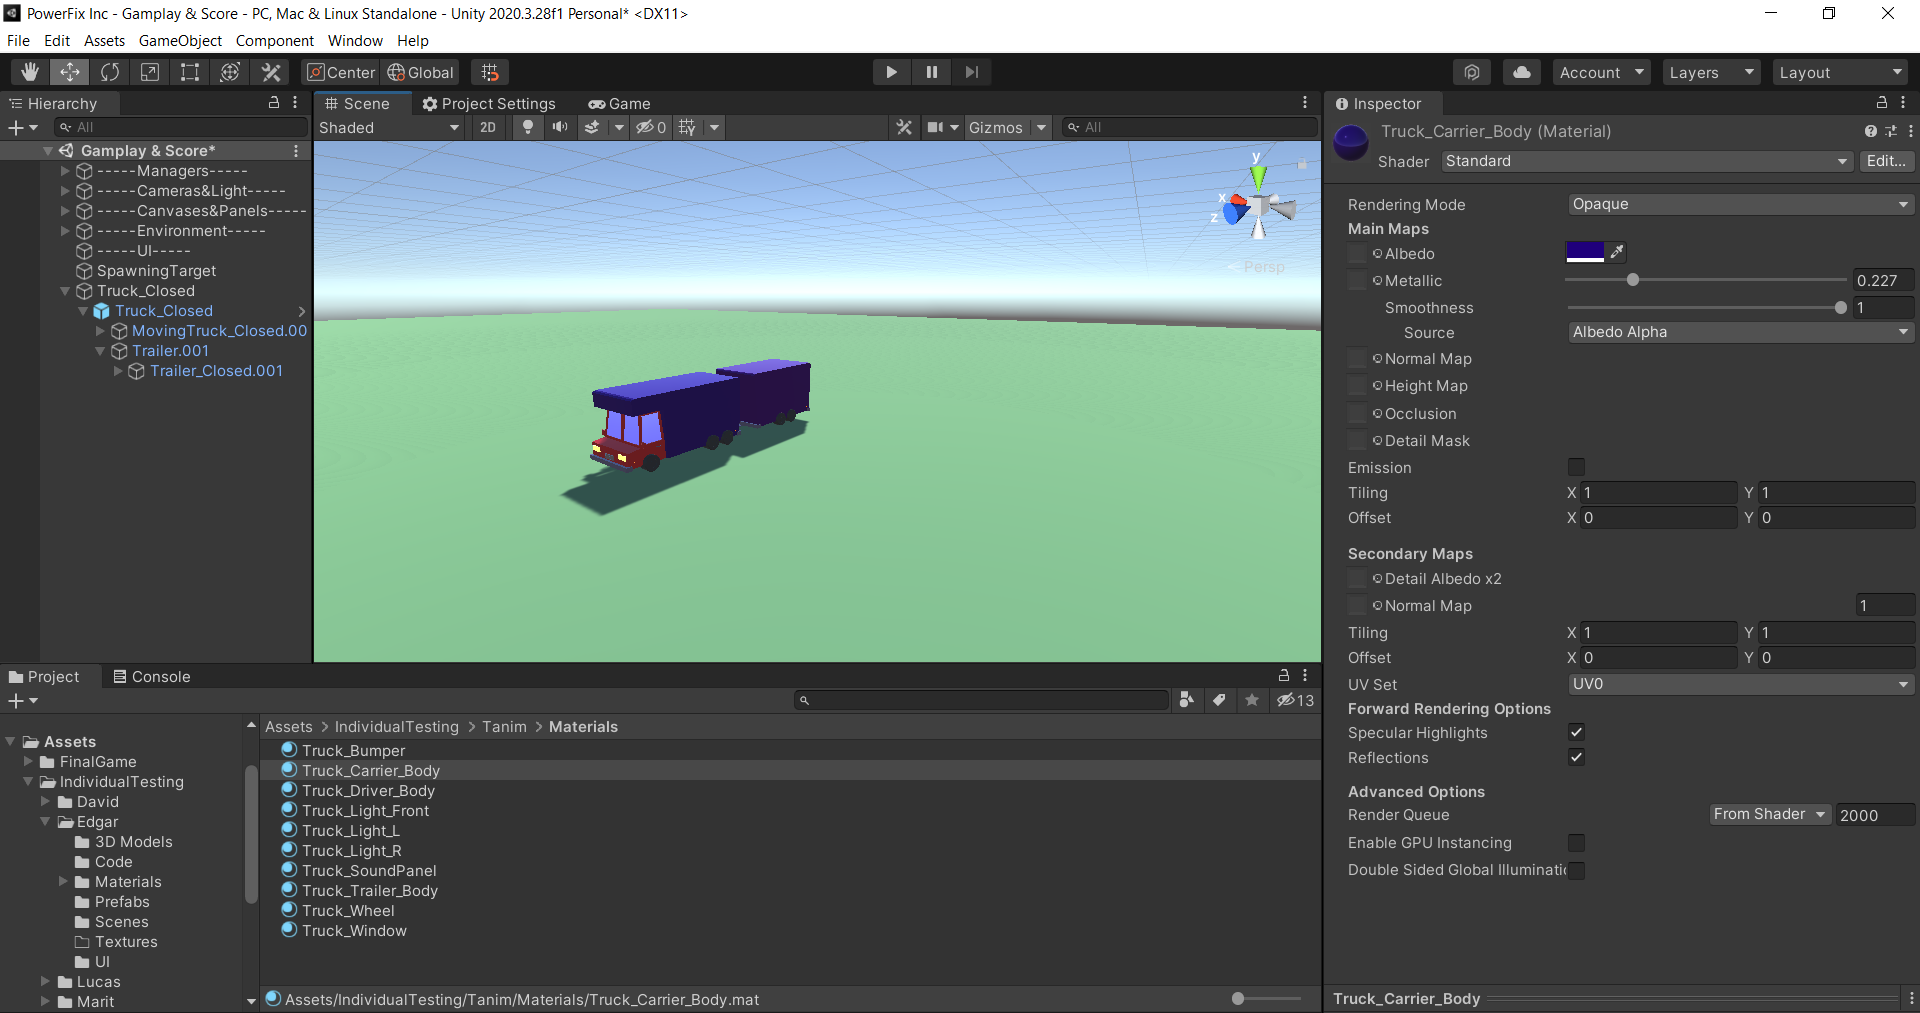 PowerFix Inc - Gamplay & Score - PC, Mac & Linux Standalone - Unity 2020.3.28f1 Personal* <DX11>
File Edit Assets GameObject Component Window Help
Center Global Account Layers Layout
Hierarchy
All
Gamplay & Score*
-----Managers-----
-----Cameras&Light-----
-----Canvases&Panels-----
-----Environment-----
-----UI-----
SpawningTarget
Truck_Closed
Truck_Closed
MovingTruck_Closed.00
Trailer.001
Trailer_Closed.001
Scene Project Settings Game
Shaded 2D 0 Gizmos All
y
x
z
Persp
Inspector
Truck_Carrier_Body (Material)
Shader Standard Edit...
Rendering Mode Opaque
Main Maps
Albedo
Metallic 0.227
Smoothness 1
Source Albedo Alpha
Normal Map
Height Map
Occlusion
Detail Mask
Emission
Tiling X 1 Y 1
Offset X 0 Y 0
Secondary Maps
Detail Albedo x2
Normal Map 1
Tiling X 1 Y 1
Offset X 0 Y 0
UV Set UV0
Forward Rendering Options
Specular Highlights
Reflections
Advanced Options
Render Queue From Shader 2000
Enable GPU Instancing
Double Sided Global Illuminatio
Truck_Carrier_Body
Project Console
13
Assets
FinalGame
IndividualTesting
David
Edgar
3D Models
Code
Materials
Prefabs
Scenes
Textures
UI
Lucas
Marit
Assets > IndividualTesting > Tanim > Materials
Truck_Bumper
Truck_Carrier_Body
Truck_Driver_Body
Truck_Light_Front
Truck_Light_L
Truck_Light_R
Truck_SoundPanel
Truck_Trailer_Body
Truck_Wheel
Truck_Window
Assets/IndividualTesting/Tanim/Materials/Truck_Carrier_Body.mat